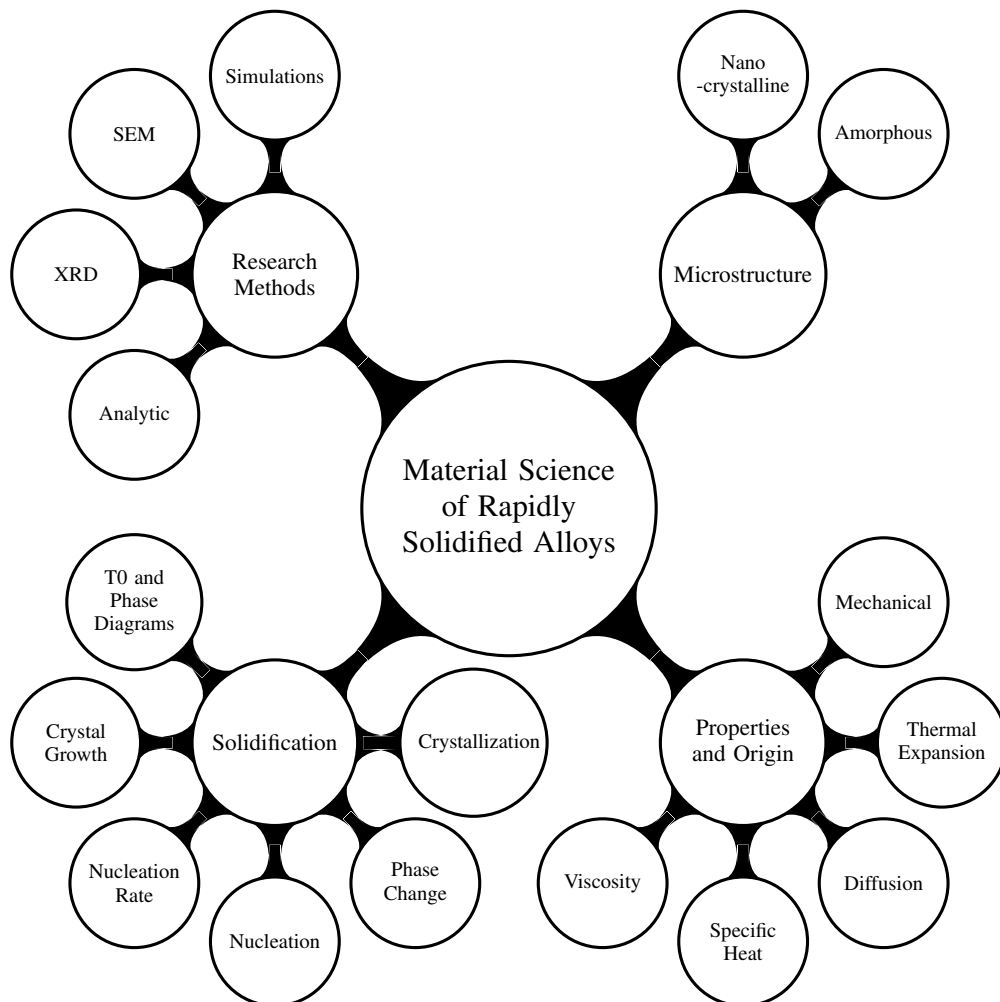 Simulations
Nano
-crystalline
SEM
Amorphous
Research
Methods
XRD
Microstructure
Analytic
Material Science
of Rapidly
Solidified Alloys
T0 and
Phase
Diagrams
Mechanical
Crystal
Growth
Solidification
Crystallization
Properties
and Origin
Thermal
Expansion
Nucleation
Rate
Phase
Change
Viscosity
Diffusion
Nucleation
Specific
Heat